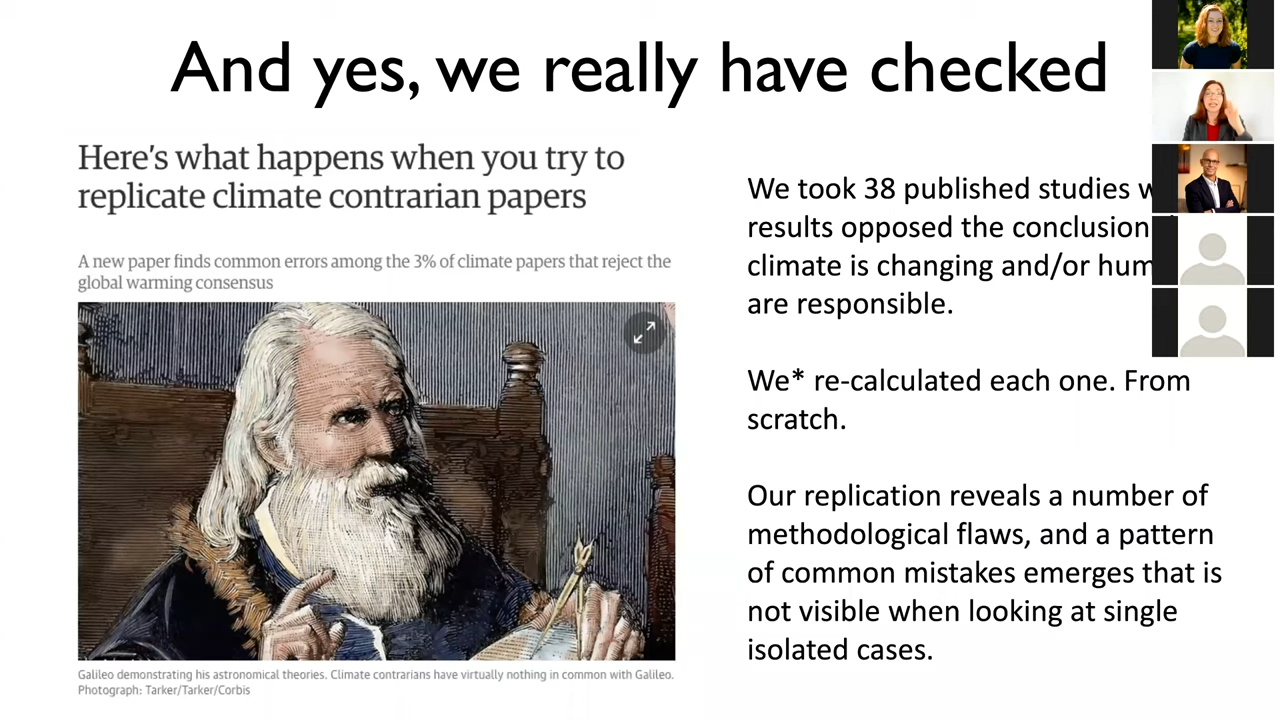 And yes, we really have checked
Here's what happens when you try to
replicate climate contrarian papers
A new paper finds common errors among the 3% of climate papers that reject the
global warming consensus
Galileo demonstrating his astronomical theories. Climate contrarians have virtually nothing in common with Galileo.
Photograph: Tarker/Tarker/Corbis
We took 38 published studies
results opposed the conclusion
climate is changing and/or hum
are responsible.
We* re-calculated each one. From
scratch.
Our replication reveals a number of
methodological flaws, and a pattern
of common mistakes emerges that is
not visible when looking at single
isolated cases.